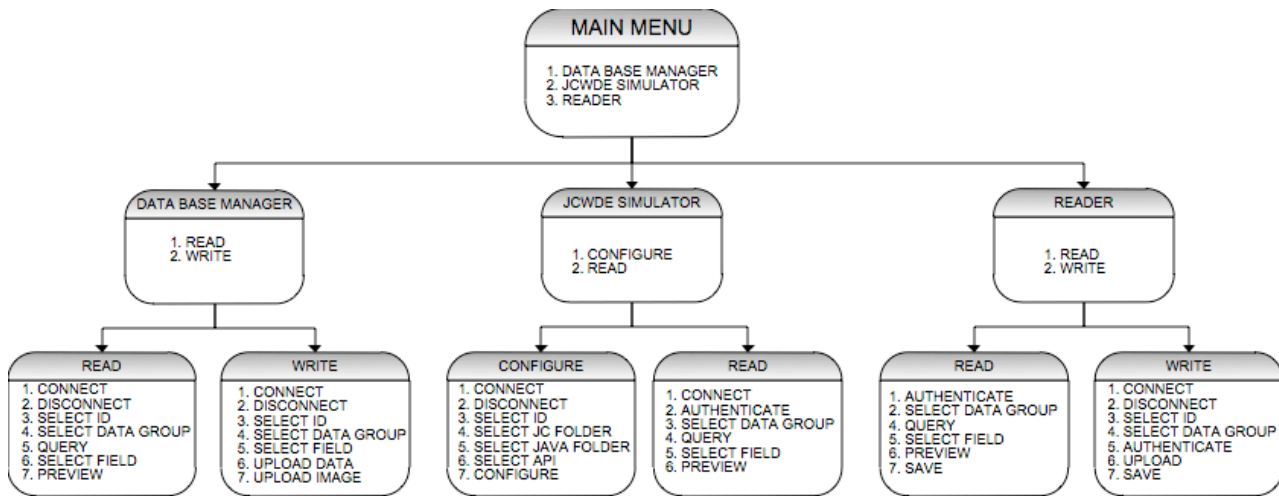 MAIN MENU
1. DATA BASE MANAGER
2. JCWDE SIMULATOR
3. READER
DATA BASE MANAGER
1. READ
2. WRITE
JCWDE SIMULATOR
1. CONFIGURE
2. READ
READER
1. READ
2. WRITE
READ
1. CONNECT
2. DISCONNECT
3. SELECT ID
4. SELECT DATA GROUP
5. QUERY
6. SELECT FIELD
7. PREVIEW
WRITE
1. CONNECT
2. DISCONNECT
3. SELECT ID
4. SELECT DATA GROUP
5. SELECT FIELD
6. UPLOAD DATA
7. UPLOAD IMAGE
CONFIGURE
1. CONNECT
2. DISCONNECT
3. SELECT ID
4. SELECT JC FOLDER
5. SELECT JAVA FOLDER
6. SELECT API
7. CONFIGURE
READ
1. CONNECT
2. AUTHENTICATE
3. SELECT DATA GROUP
4. QUERY
5. SELECT FIELD
6. PREVIEW
READ
1. AUTHENTICATE
2. SELECT DATA GROUP
4. QUERY
5. SELECT FIELD
6. PREVIEW
7. SAVE
WRITE
1. CONNECT
2. DISCONNECT
3. SELECT ID
4. SELECT DATA GROUP
5. AUTHENTICATE
6. UPLOAD
7. SAVE